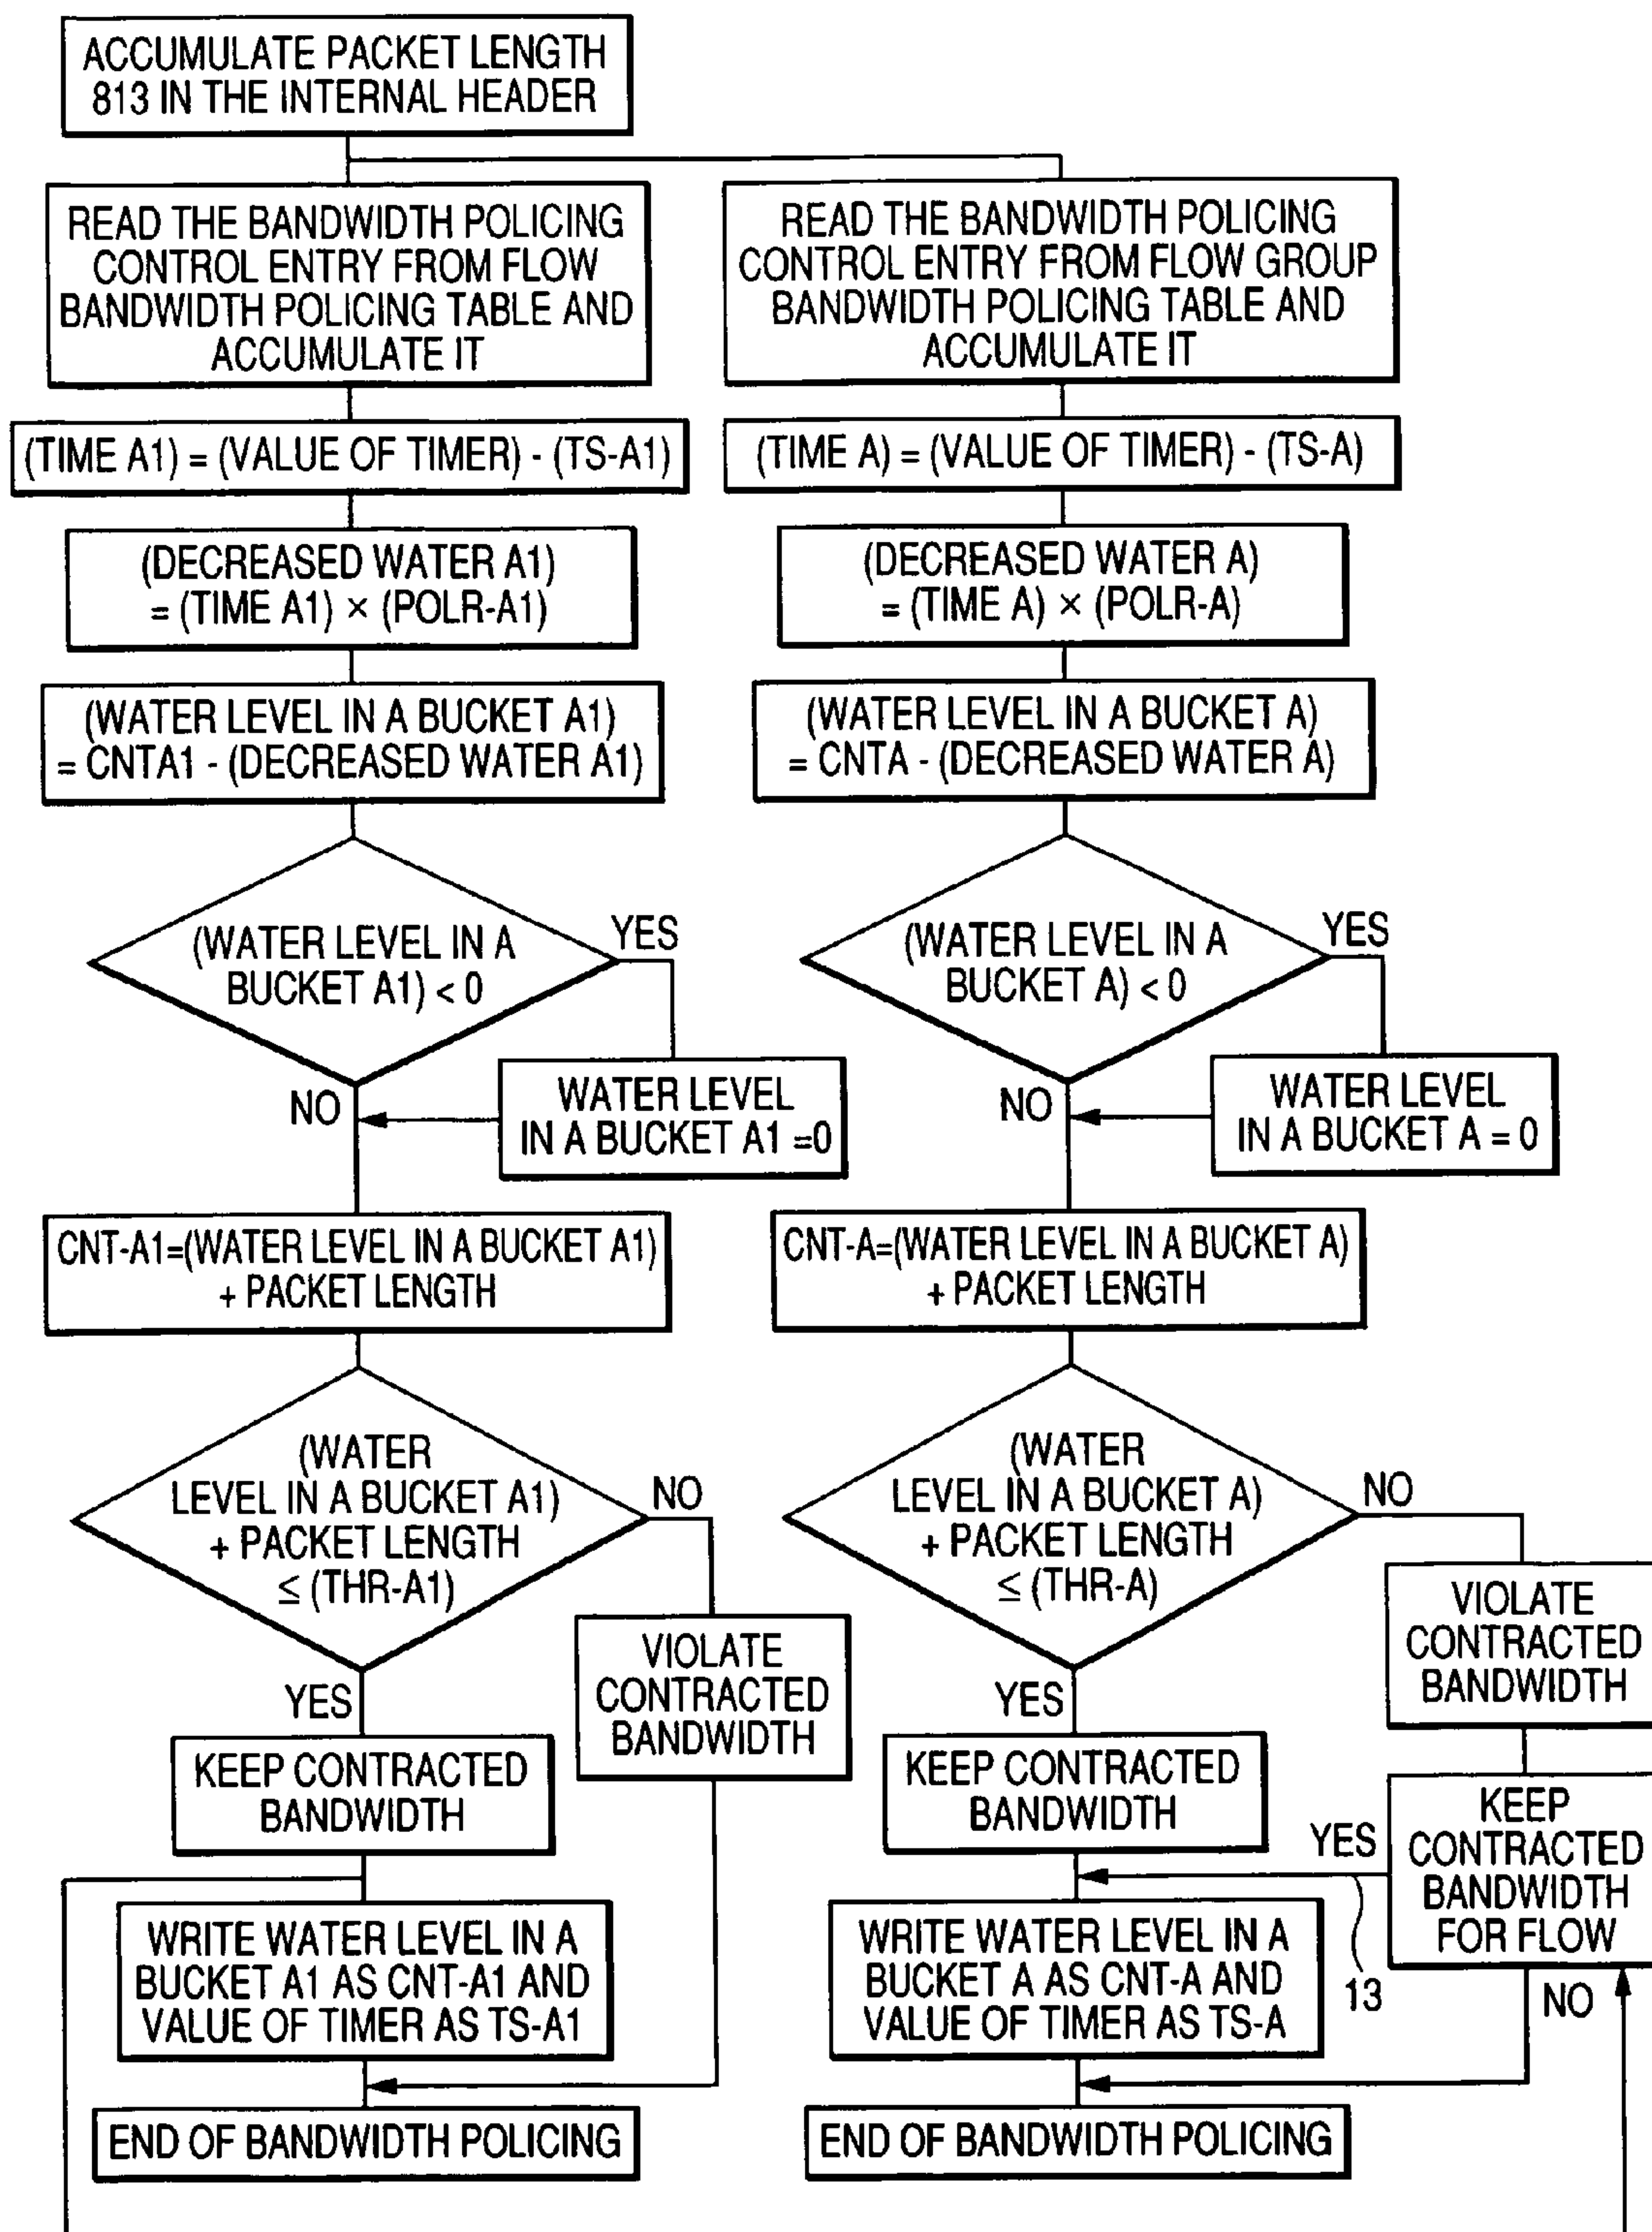 ACCUMULATE PACKET LENGTH
813 IN THE INTERNAL HEADER
READ THE BANDWIDTH POLICING
CONTROL ENTRY FROM FLOW
BANDWIDTH POLICING TABLE AND
ACCUMULATE IT
(TIME A1) = (VALUE OF TIMER) - (TS-A1)
(DECREASED WATER A1)
= (TIME A1) × (POLR-A1)
(WATER LEVEL IN A BUCKET A1)
= CNTA1 - (DECREASED WATER A1)
(WATER LEVEL IN A
BUCKET A1) < 0
YES
NO
WATER LEVEL
IN A BUCKET A1 =0
CNT-A1=(WATER LEVEL IN A BUCKET A1)
+ PACKET LENGTH
(WATER
LEVEL IN A BUCKET A1)
+ PACKET LENGTH
≤ (THR-A1)
NO
VIOLATE
CONTRACTED
BANDWIDTH
YES
KEEP CONTRACTED
BANDWIDTH
WRITE WATER LEVEL IN A
BUCKET A1 AS CNT-A1 AND
VALUE OF TIMER AS TS-A1
END OF BANDWIDTH POLICING
READ THE BANDWIDTH POLICING
CONTROL ENTRY FROM FLOW GROUP
BANDWIDTH POLICING TABLE AND
ACCUMULATE IT
(TIME A) = (VALUE OF TIMER) - (TS-A)
(DECREASED WATER A)
= (TIME A) × (POLR-A)
(WATER LEVEL IN A BUCKET A)
= CNTA - (DECREASED WATER A)
(WATER LEVEL IN A
BUCKET A) < 0
YES
NO
WATER LEVEL
IN A BUCKET A = 0
CNT-A=(WATER LEVEL IN A BUCKET A)
+ PACKET LENGTH
(WATER
LEVEL IN A BUCKET A)
+ PACKET LENGTH
≤ (THR-A)
NO
VIOLATE
CONTRACTED
BANDWIDTH
YES
KEEP CONTRACTED
BANDWIDTH
YES
KEEP
CONTRACTED
BANDWIDTH
FOR FLOW
13
NO
WRITE WATER LEVEL IN A
BUCKET A AS CNT-A AND
VALUE OF TIMER AS TS-A
END OF BANDWIDTH POLICING